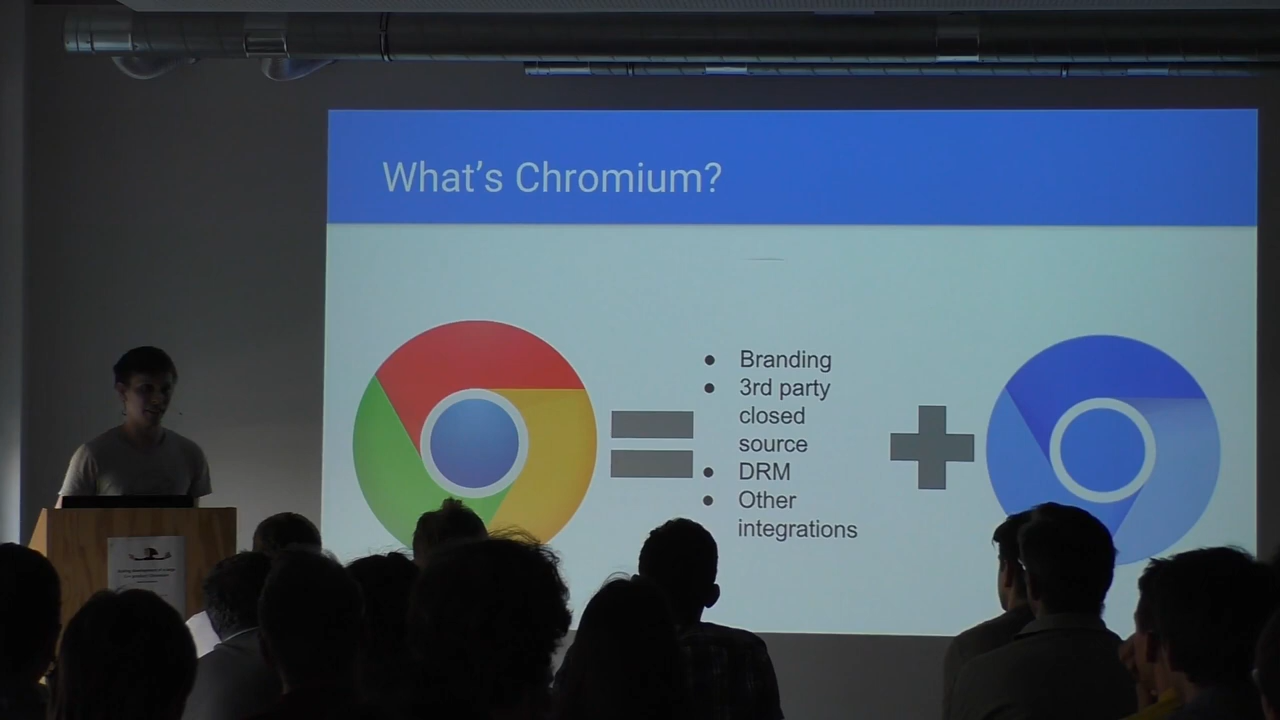 What's Chromium?
● Branding
● 3rd party
closed
source
● DRM
● Other
integrations